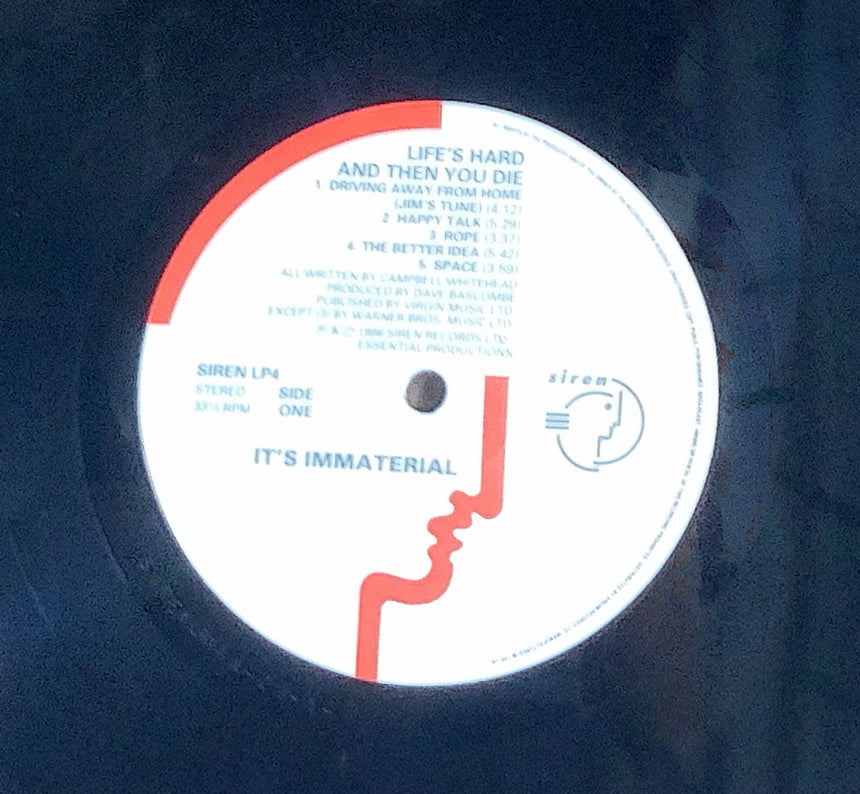 LIFE'S HARD
AND THEN YOU DIE
1. DRIVING AWAY FROM HOME
(JIM'S TUNE) (4.12)
2. HAPPY TALK (5.29)
3. ROPE (3.37)
4. THE BETTER IDEA (5.42)
5. SPACE (3.59)
ALL WRITTEN BY CAMPBELL WHITEHEAD
PRODUCED BY DAVE BASCOMBE
PUBLISHED BY VIRGIN MUSIC LTD
EXCEPT (3) BY WARNER BROS. MUSIC LTD.
℗ & © 1986 SIREN RECORDS LTD
ESSENTIAL PRODUCTIONS
SIREN LP4
STEREO SIDE
33⅓ RPM ONE
siren
IT'S IMMATERIAL